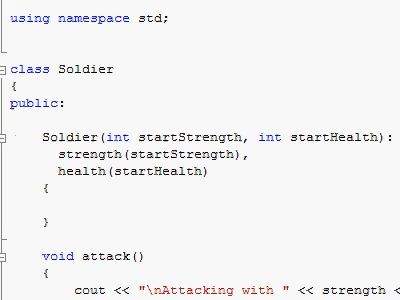 using namespace std;
class Soldier
{
public:
Soldier(int startStrength, int startHealth):
strength(startStrength),
health(startHealth)
{
}
void attack()
{
cout << "\nAttacking with " << strength <